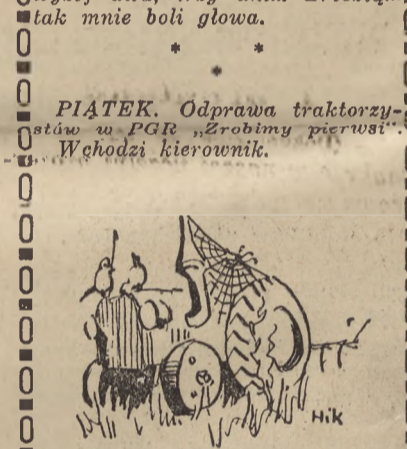 tak mnie boli głowa.
* *
*
PIĄTEK. Odprawa traktorzy-
stów w PGR „Zrobimy pierwsi".
Wchodzi kierownik.
Hik